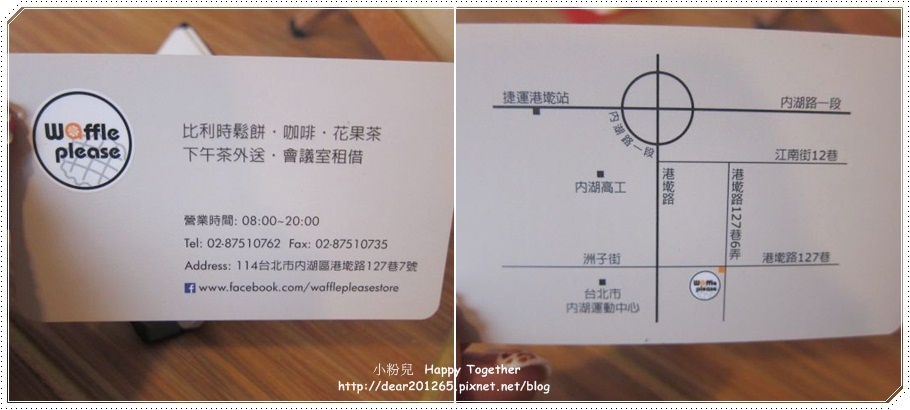 Waffle
please
比利時鬆餅・咖啡・花果茶
下午茶外送・會議室租借
營業時間: 08:00~20:00
Tel: 02-87510762 Fax: 02-87510735
Address: 114台北市內湖區港墘路127巷7號
www.facebook.com/wafflepleasestore
捷運港墘站
內湖路一段
內湖路一段
江南街12巷
內湖高工
港墘路
港墘路127巷6弄
洲子街
港墘路127巷
Waffle
please
台北市
內湖運動中心
小粉兒 Happy Together
http://dear201265.pixnet.net/blog